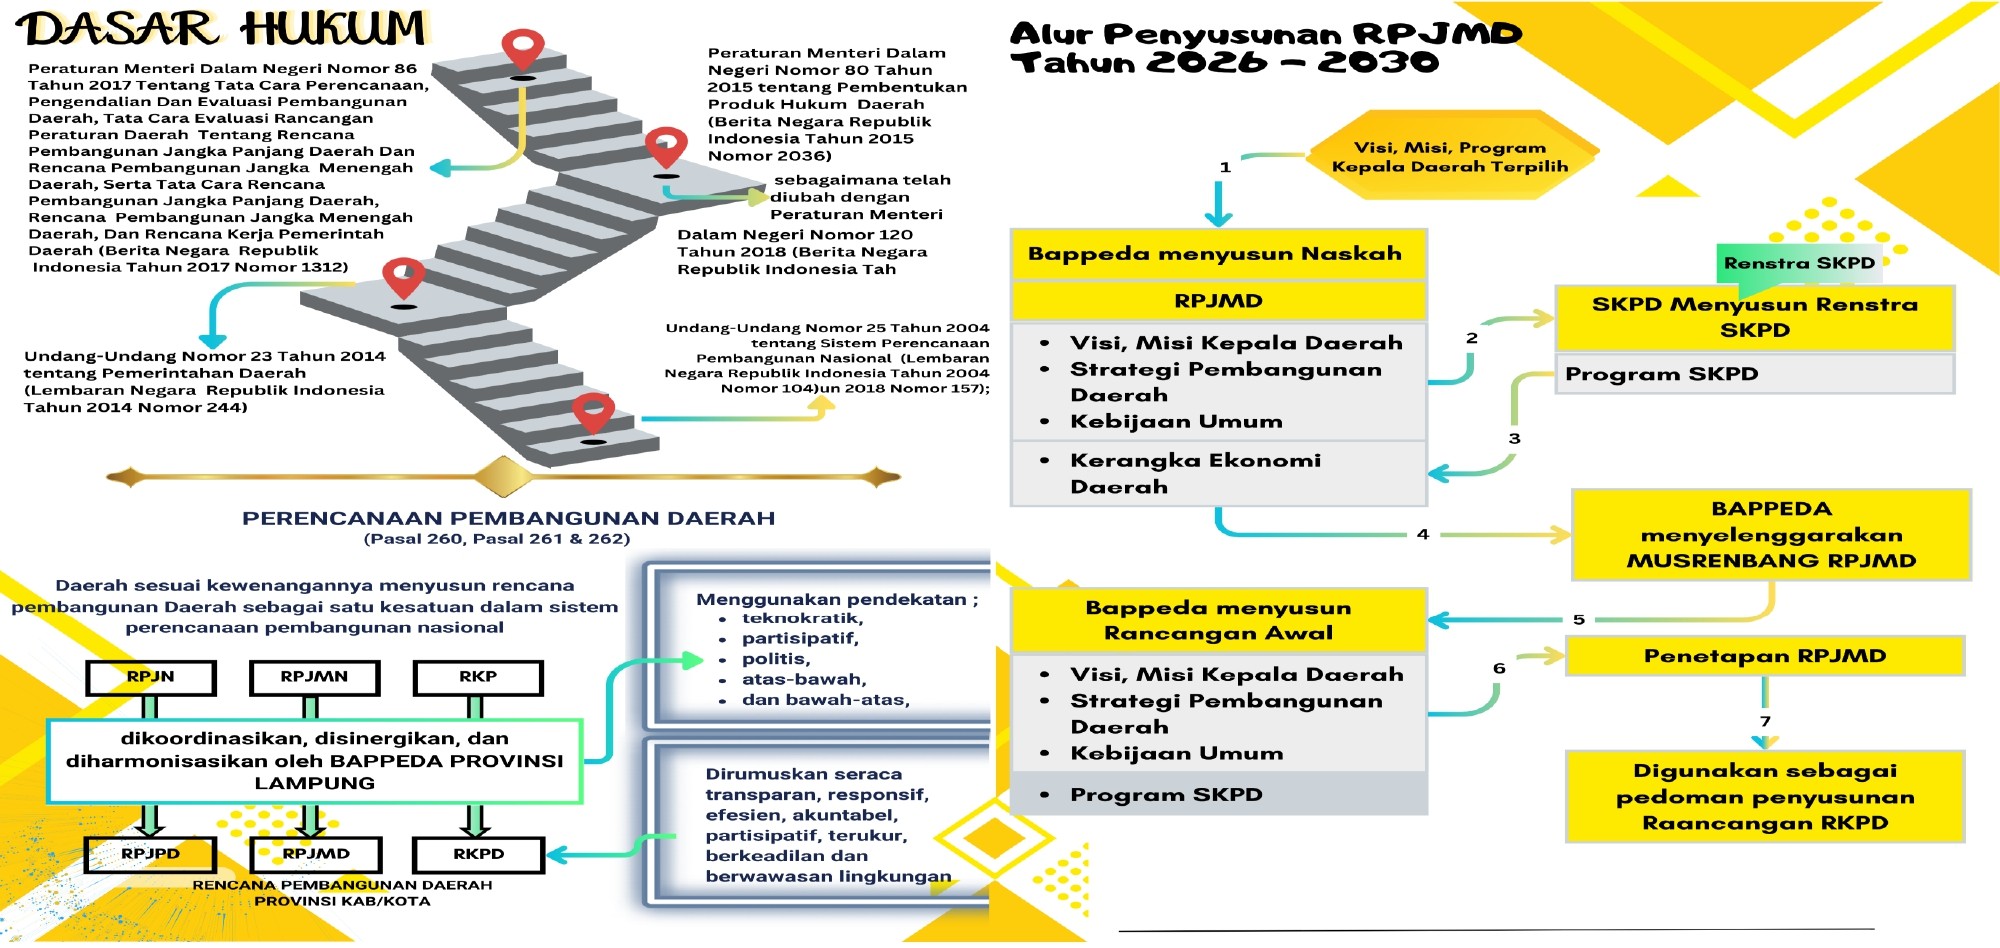 DASAR HUKUM
Peraturan Menteri Dalam Negeri Nomor 86
Tahun 2017 Tentang Tata Cara Perencanaan,
Pengendalian Dan Evaluasi Pembangunan
Daerah, Tata Cara Evaluasi Rancangan
Peraturan Daerah Tentang Rencana
Pembangunan Jangka Panjang Daerah Dan
Rencana Pembangunan Jangka Menengah
Daerah, Serta Tata Cara Rencana
Pembangunan Jangka Panjang Daerah,
Rencana Pembangunan Jangka Menengah
Daerah, Dan Rencana Kerja Pemerintah
Daerah (Berita Negara Republik
Indonesia Tahun 2017 Nomor 1312)
Peraturan Menteri Dalam
Negeri Nomor 80 Tahun
2015 tentang Pembentukan
Produk Hukum Daerah
(Berita Negara Republik
Indonesia Tahun 2015
Nomor 2036)
sebagaimana telah
diubah dengan
Peraturan Menteri
Dalam Negeri Nomor 120
Tahun 2018 (Berita Negara
Republik Indonesia Tah
Undang-Undang Nomor 23 Tahun 2014
tentang Pemerintahan Daerah
(Lembaran Negara Republik Indonesia
Tahun 2014 Nomor 244)
Undang-Undang Nomor 25 Tahun 2004
tentang Sistem Perencanaan
Pembangunan Nasional (Lembaran
Negara Republik Indonesia Tahun 2004
Nomor 104)un 2018 Nomor 157);
PERENCANAAN PEMBANGUNAN DAERAH
(Pasal 260, Pasal 261 & 262)
Daerah sesuai kewenangannya menyusun rencana
pembangunan Daerah sebagai satu kesatuan dalam sistem
perencanaan pembangunan nasional
RPJN
RPJMN
RKP
dikoordinasikan, disinergikan, dan
diharmonisasikan oleh BAPPEDA PROVINSI
LAMPUNG
RPJPD
RPJMD
RKPD
RENCANA PEMBANGUNAN DAERAH
PROVINSI KAB/KOTA
Menggunakan pendekatan ;
• teknokratik,
• partisipatif,
• politis,
• atas-bawah,
• dan bawah-atas,
Dirumuskan seraca
transparan, responsif,
efesien, akuntabel,
partisipatif, terukur,
berkeadilan dan
berwawasan lingkungan
Alur Penyusunan RPJMD
Tahun 2026 - 2030
Visi, Misi, Program
Kepala Daerah Terpilih
1
Bappeda menyusun Naskah
RPJMD
• Visi, Misi Kepala Daerah
• Strategi Pembangunan
Daerah
• Kebijaan Umum
• Kerangka Ekonomi
Daerah
2
Renstra SKPD
SKPD Menyusun Renstra
SKPD
Program SKPD
3
4
BAPPEDA
menyelenggarakan
MUSRENBANG RPJMD
5
Bappeda menyusun
Rancangan Awal
• Visi, Misi Kepala Daerah
• Strategi Pembangunan
Daerah
• Kebijaan Umum
• Program SKPD
6
Penetapan RPJMD
7
Digunakan sebagai
pedoman penyusunan
Raancangan RKPD